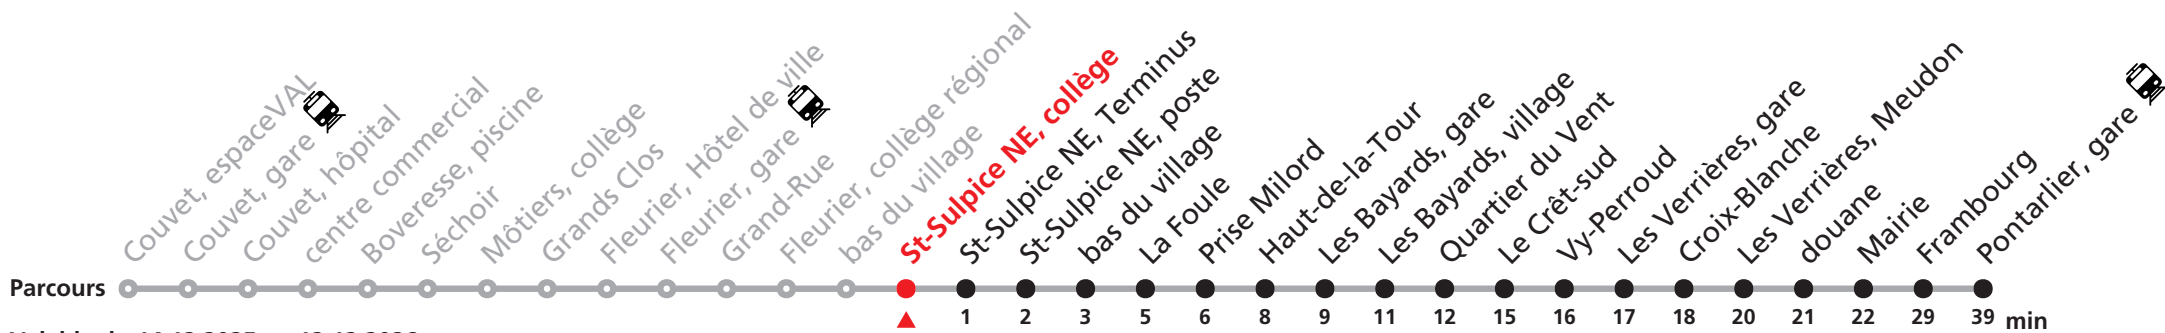 Couvet, espaceVAL
Couvet, gare
Couvet, hôpital
centre commercial
Boveresse, piscine
Séchoir
Môtiers, collège
Grands Clos
Fleurier, Hôtel de ville
Fleurier, gare
Grand-Rue
Fleurier, collège régional
bas du village
St-Sulpice NE, collège
St-Sulpice NE, Terminus
St-Sulpice NE, poste
bas du village
La Foule
Prise Milord
Haut-de-la-Tour
Les Bayards, gare
Les Bayards, village
Quartier du Vent
Le Crêt-sud
Vy-Perroud
Les Verrières, gare
Croix-Blanche
Les Verrières, Meudon
douane
Mairie
Frambourg
Pontarlier, gare
Parcours
1 2 3 5 6 8 9 11 12 15 16 17 18 20 21 22 29 39 min